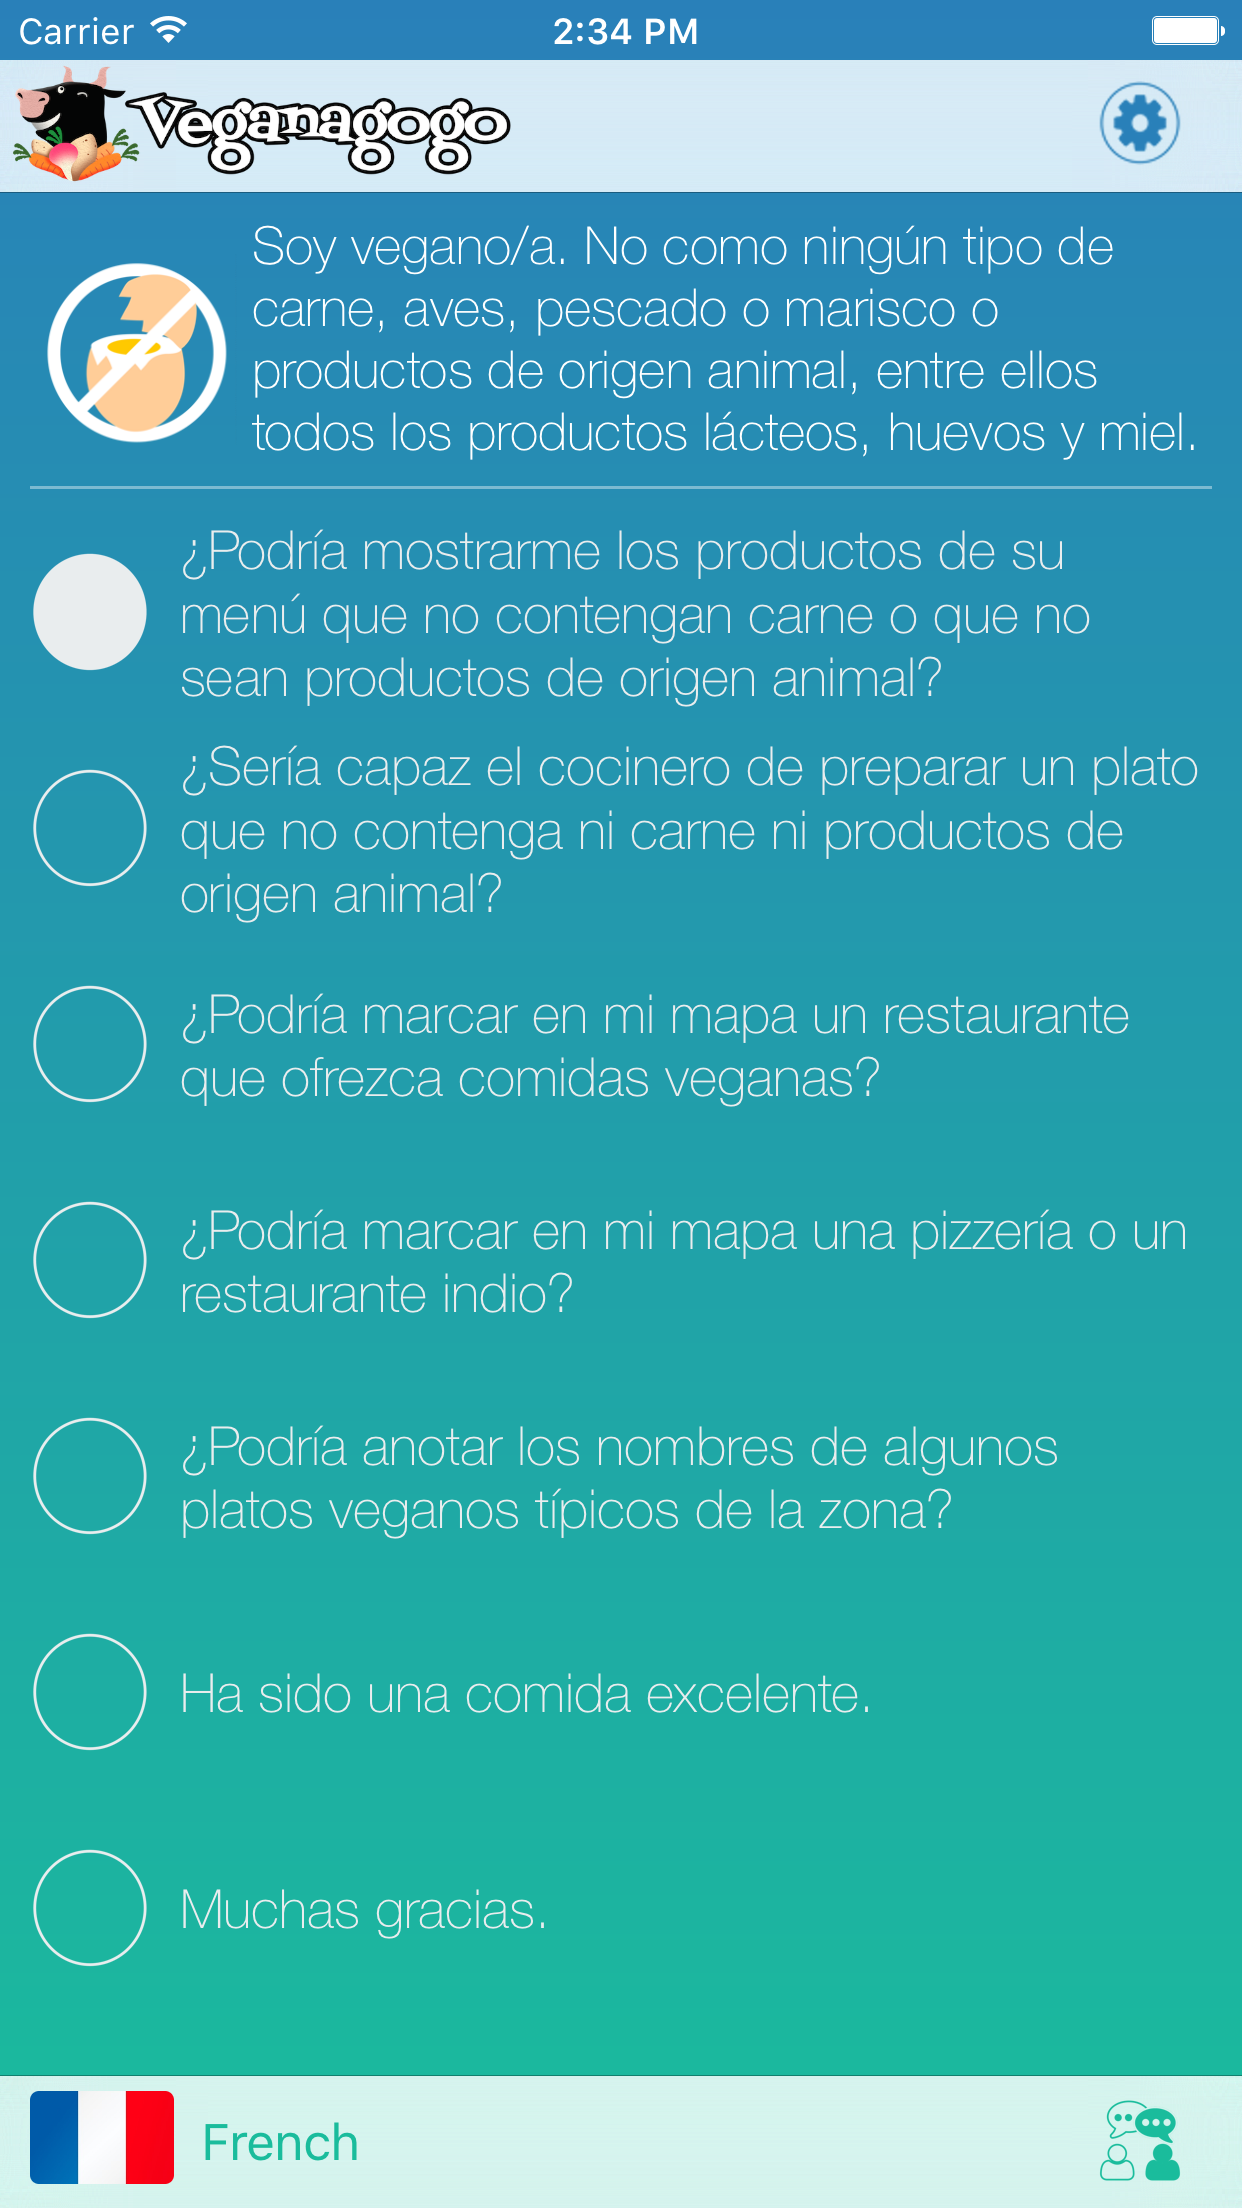 Carrier
2:34 PM
Veganagogo
Soy vegano/a. No como ningún tipo de
carne, aves, pescado o marisco o
productos de origen animal, entre ellos
todos los productos lácteos, huevos y miel.
¿Podría mostrarme los productos de su
menú que no contengan carne o que no
sean productos de origen animal?
¿Sería capaz el cocinero de preparar un plato
que no contenga ni carne ni productos de
origen animal?
¿Podría marcar en mi mapa un restaurante
que ofrezca comidas veganas?
¿Podría marcar en mi mapa una pizzería o un
restaurante indio?
¿Podría anotar los nombres de algunos
platos veganos típicos de la zona?
Ha sido una comida excelente.
Muchas gracias.
French